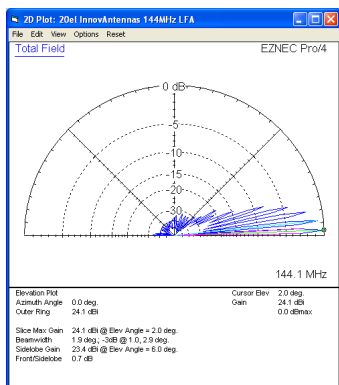 2D Plot: 20el InnovAntennas 144MHz LFA
File Edit View Options Reset
Total Field
EZNEC Pro/4
0 dB
-5
-10
-15
-20
-30
144.1 MHz
Elevation Plot
Azimuth Angle 0.0 deg.
Outer Ring 24.1 dBi
Cursor Elev 2.0 deg.
Gain 24.1 dBi
0.0 dBmax
Slice Max Gain 24.1 dBi @ Elev Angle = 2.0 deg.
Beamwidth 1.9 deg.; -3dB @ 1.0, 2.9 deg.
Sidelobe Gain 23.4 dBi @ Elev Angle = 6.0 deg.
Front/Sidelobe 0.7 dB